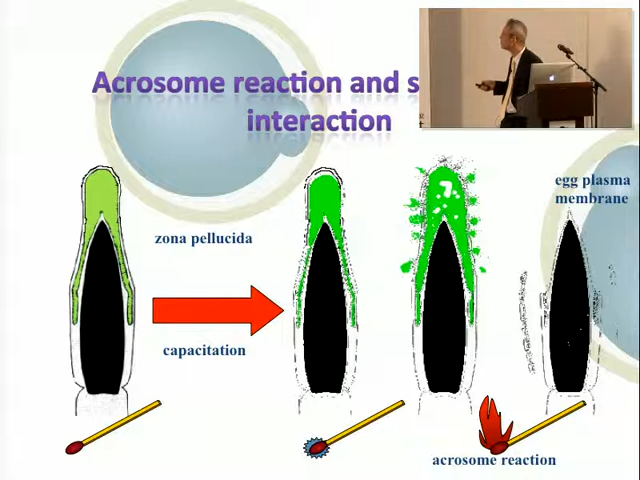 Acrosome reaction and s
interaction
egg plasma
membrane
zona pellucida
capacitation
acrosome reaction